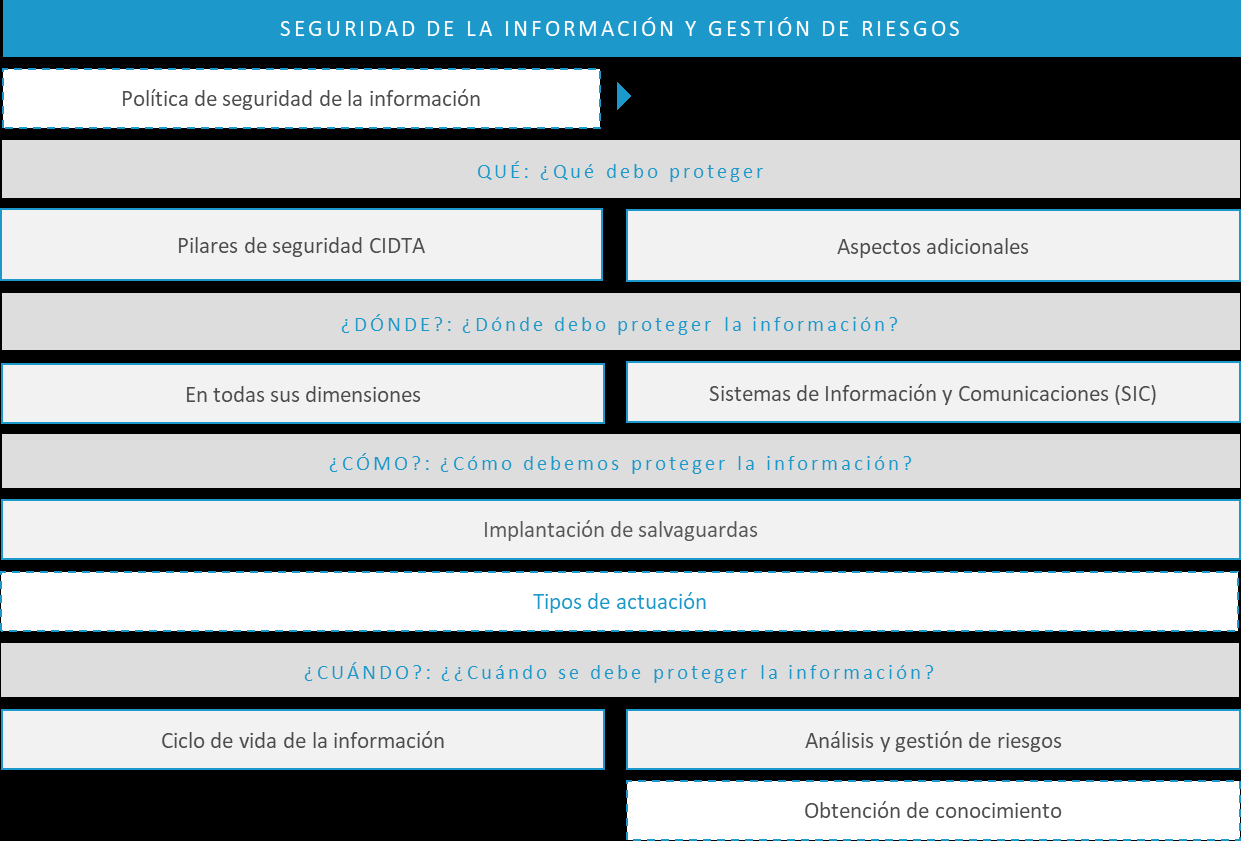 SEGURIDAD DE LA INFORMACIÓN Y GESTIÓN DE RIESGOS
Política de seguridad de la información
QUÉ: ¿Qué debo proteger
Pilares de seguridad CIDTA
Aspectos adicionales
¿DÓNDE?: ¿Dónde debo proteger la información?
En todas sus dimensiones
Sistemas de Información y Comunicaciones (SIC)
¿CÓMO?: ¿Cómo debemos proteger la información?
Implantación de salvaguardas
Tipos de actuación
¿CUÁNDO?: ¿¿Cuándo se debe proteger la información?
Ciclo de vida de la información
Análisis y gestión de riesgos
Obtención de conocimiento